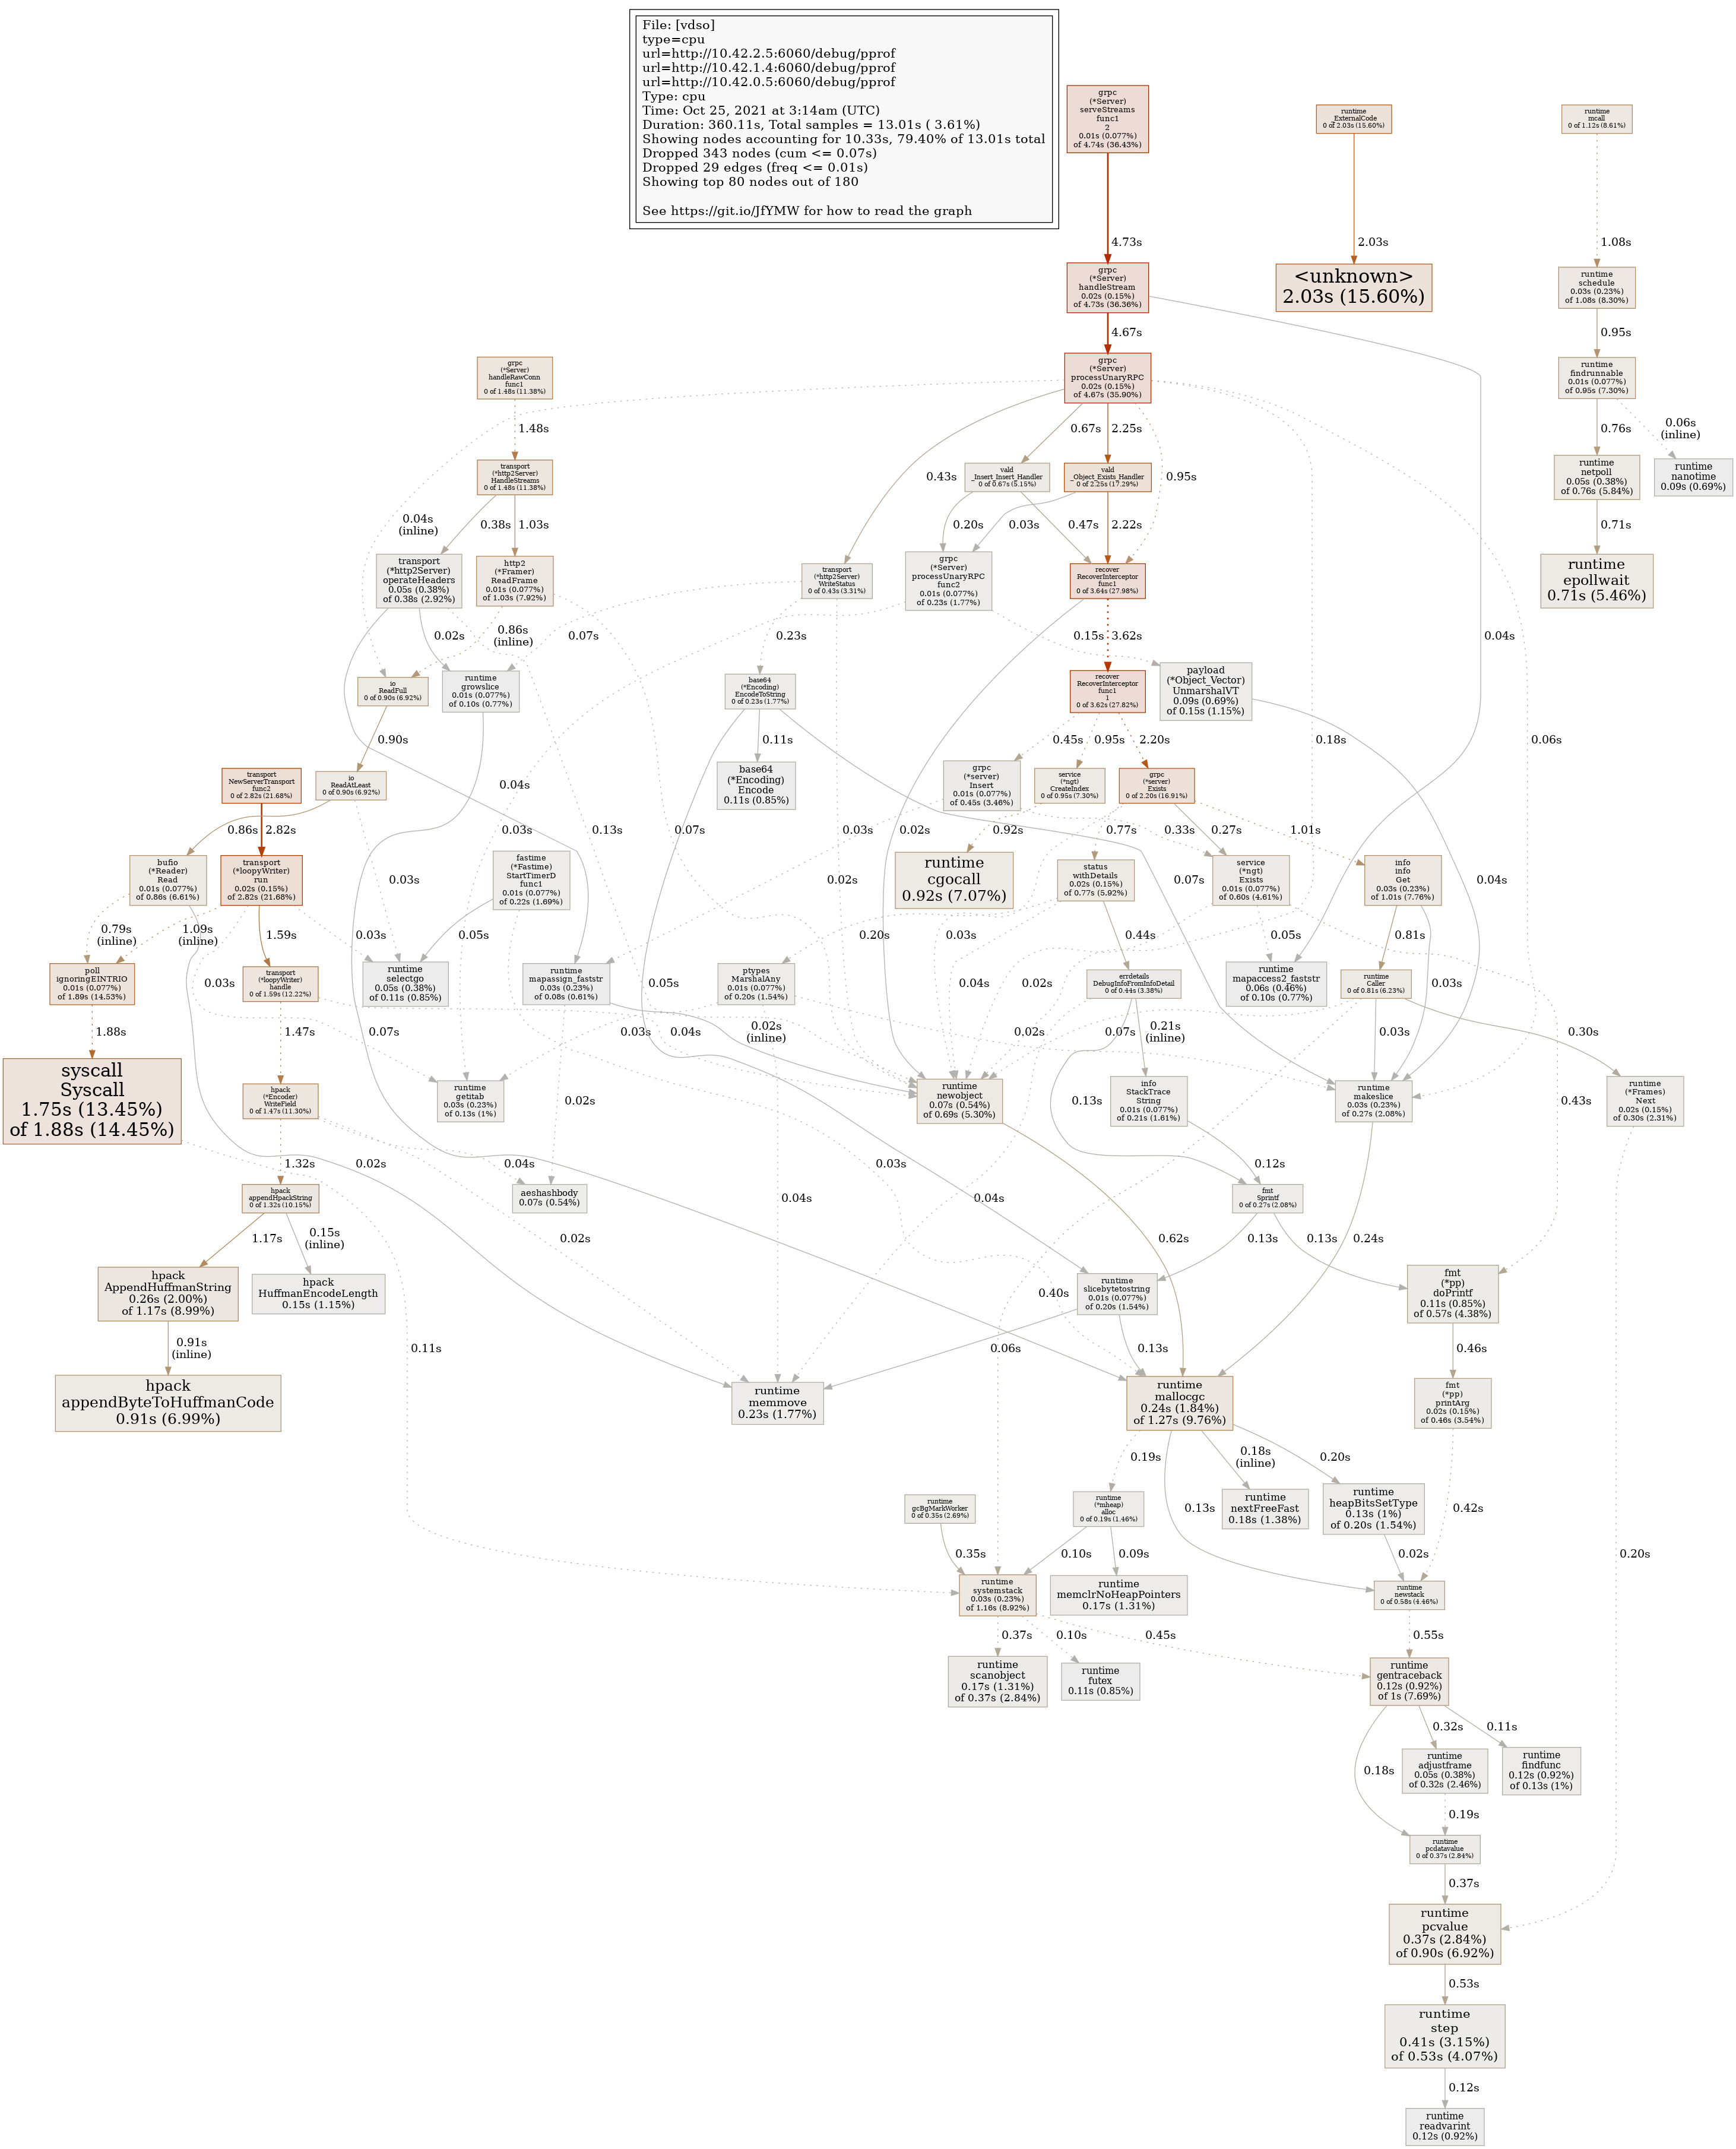 File: [vdso]
type=cpu
url=http://10.42.2.5:6060/debug/pprof
url=http://10.42.1.4:6060/debug/pprof
url=http://10.42.0.5:6060/debug/pprof
Type: cpu
Time: Oct 25, 2021 at 3:14am (UTC)
Duration: 360.11s, Total samples = 13.01s ( 3.61%)
Showing nodes accounting for 10.33s, 79.40% of 13.01s total
Dropped 343 nodes (cum <= 0.07s)
Dropped 29 edges (freq <= 0.01s)
Showing top 80 nodes out of 180
See https://git.io/JfYMW for how to read the graph
grpc
(*Server)
serveStreams
func1
2
0.01s (0.077%)
of 4.74s (36.43%)
runtime
_ExternalCode
0 of 2.03s (15.60%)
runtime
mcall
0 of 1.12s (8.61%)
4.73s
2.03s
1.08s
grpc
(*Server)
handleStream
0.02s (0.15%)
of 4.73s (36.36%)
<unknown>
2.03s (15.60%)
runtime
schedule
0.03s (0.23%)
of 1.08s (8.30%)
4.67s
0.95s
grpc
(*Server)
handleRawConn
func1
0 of 1.48s (11.38%)
grpc
(*Server)
processUnaryRPC
0.02s (0.15%)
of 4.67s (35.90%)
runtime
findrunnable
0.01s (0.077%)
of 0.95s (7.30%)
1.48s
0.67s
2.25s
0.76s
0.06s
(inline)
transport
(*http2Server)
HandleStreams
0 of 1.48s (11.38%)
0.43s
vald
_Insert_Insert_Handler
0 of 0.67s (5.15%)
vald
_Object_Exists_Handler
0 of 2.25s (17.29%)
0.95s
runtime
netpoll
0.05s (0.38%)
of 0.76s (5.84%)
runtime
nanotime
0.09s (0.69%)
0.04s
(inline)
0.38s
1.03s
0.20s
0.03s
0.47s
2.22s
0.71s
transport
(*http2Server)
operateHeaders
0.05s (0.38%)
of 0.38s (2.92%)
http2
(*Framer)
ReadFrame
0.01s (0.077%)
of 1.03s (7.92%)
transport
(*http2Server)
WriteStatus
0 of 0.43s (3.31%)
grpc
(*Server)
processUnaryRPC
func2
0.01s (0.077%)
of 0.23s (1.77%)
recover
RecoverInterceptor
func1
0 of 3.64s (27.98%)
runtime
epollwait
0.71s (5.46%)
0.02s
0.86s
(inline)
0.07s
0.23s
0.15s
3.62s
0.04s
io
ReadFull
0 of 0.90s (6.92%)
runtime
growslice
0.01s (0.077%)
of 0.10s (0.77%)
base64
(*Encoding)
EncodeToString
0 of 0.23s (1.77%)
recover
RecoverInterceptor
func1
1
0 of 3.62s (27.82%)
payload
(*Object_Vector)
UnmarshalVT
0.09s (0.69%)
of 0.15s (1.15%)
0.90s
0.11s
0.45s
0.95s
2.20s
0.18s
0.06s
transport
NewServerTransport
func2
0 of 2.82s (21.68%)
io
ReadAtLeast
0 of 0.90s (6.92%)
0.04s
base64
(*Encoding)
Encode
0.11s (0.85%)
grpc
(*server)
Insert
0.01s (0.077%)
of 0.45s (3.46%)
service
(*ngt)
CreateIndex
0 of 0.95s (7.30%)
grpc
(*server)
Exists
0 of 2.20s (16.91%)
0.86s
2.82s
0.03s
0.13s
0.07s
0.03s
0.02s
0.92s
0.77s
0.33s
0.27s
1.01s
bufio
(*Reader)
Read
0.01s (0.077%)
of 0.86s (6.61%)
transport
(*loopyWriter)
run
0.02s (0.15%)
of 2.82s (21.68%)
0.03s
fastime
(*Fastime)
StartTimerD
func1
0.01s (0.077%)
of 0.22s (1.69%)
0.02s
runtime
cgocall
0.92s (7.07%)
status
withDetails
0.02s (0.15%)
of 0.77s (5.92%)
0.07s
service
(*ngt)
Exists
0.01s (0.077%)
of 0.60s (4.61%)
info
info
Get
0.03s (0.23%)
of 1.01s (7.76%)
0.04s
0.79s
(inline)
1.09s
(inline)
1.59s
0.03s
0.05s
0.20s
0.03s
0.44s
0.05s
0.81s
poll
ignoringEINTRIO
0.01s (0.077%)
of 1.89s (14.53%)
0.03s
transport
(*loopyWriter)
handle
0 of 1.59s (12.22%)
runtime
selectgo
0.05s (0.38%)
of 0.11s (0.85%)
runtime
mapassign_faststr
0.03s (0.23%)
of 0.08s (0.61%)
0.05s
ptypes
MarshalAny
0.01s (0.077%)
of 0.20s (1.54%)
0.04s
0.02s
errdetails
DebugInfoFromInfoDetail
0 of 0.44s (3.38%)
runtime
mapaccess2_faststr
0.06s (0.46%)
of 0.10s (0.77%)
runtime
Caller
0 of 0.81s (6.23%)
0.03s
1.88s
1.47s
0.07s
0.03s
0.04s
0.02s
(inline)
0.02s
0.07s
0.21s
(inline)
0.03s
0.30s
syscall
Syscall
1.75s (13.45%)
of 1.88s (14.45%)
hpack
(*Encoder)
WriteField
0 of 1.47s (11.30%)
runtime
getitab
0.03s (0.23%)
of 0.13s (1%)
0.02s
runtime
newobject
0.07s (0.54%)
of 0.69s (5.30%)
0.13s
info
StackTrace
String
0.01s (0.077%)
of 0.21s (1.61%)
runtime
makeslice
0.03s (0.23%)
of 0.27s (2.08%)
0.43s
runtime
(*Frames)
Next
0.02s (0.15%)
of 0.30s (2.31%)
1.32s
0.02s
0.04s
0.03s
0.12s
hpack
appendHpackString
0 of 1.32s (10.15%)
aeshashbody
0.07s (0.54%)
0.04s
0.04s
fmt
Sprintf
0 of 0.27s (2.08%)
1.17s
0.15s
(inline)
0.02s
0.62s
0.13s
0.13s
0.24s
hpack
AppendHuffmanString
0.26s (2.00%)
of 1.17s (8.99%)
hpack
HuffmanEncodeLength
0.15s (1.15%)
0.40s
runtime
slicebytetostring
0.01s (0.077%)
of 0.20s (1.54%)
fmt
(*pp)
doPrintf
0.11s (0.85%)
of 0.57s (4.38%)
0.91s
(inline)
0.11s
0.06s
0.13s
0.46s
hpack
appendByteToHuffmanCode
0.91s (6.99%)
runtime
memmove
0.23s (1.77%)
runtime
mallocgc
0.24s (1.84%)
of 1.27s (9.76%)
fmt
(*pp)
printArg
0.02s (0.15%)
of 0.46s (3.54%)
0.19s
0.18s
(inline)
0.20s
runtime
gcBgMarkWorker
0 of 0.35s (2.69%)
runtime
(*mheap)
alloc
0 of 0.19s (1.46%)
0.13s
runtime
nextFreeFast
0.18s (1.38%)
runtime
heapBitsSetType
0.13s (1%)
of 0.20s (1.54%)
0.42s
0.35s
0.10s
0.09s
0.02s
0.20s
runtime
systemstack
0.03s (0.23%)
of 1.16s (8.92%)
runtime
memclrNoHeapPointers
0.17s (1.31%)
runtime
newstack
0 of 0.58s (4.46%)
0.37s
0.10s
0.45s
0.55s
runtime
scanobject
0.17s (1.31%)
of 0.37s (2.84%)
runtime
futex
0.11s (0.85%)
runtime
gentraceback
0.12s (0.92%)
of 1s (7.69%)
0.32s
0.11s
0.18s
runtime
adjustframe
0.05s (0.38%)
of 0.32s (2.46%)
runtime
findfunc
0.12s (0.92%)
of 0.13s (1%)
0.19s
runtime
pcdatavalue
0 of 0.37s (2.84%)
0.37s
runtime
pcvalue
0.37s (2.84%)
of 0.90s (6.92%)
0.53s
runtime
step
0.41s (3.15%)
of 0.53s (4.07%)
0.12s
runtime
readvarint
0.12s (0.92%)